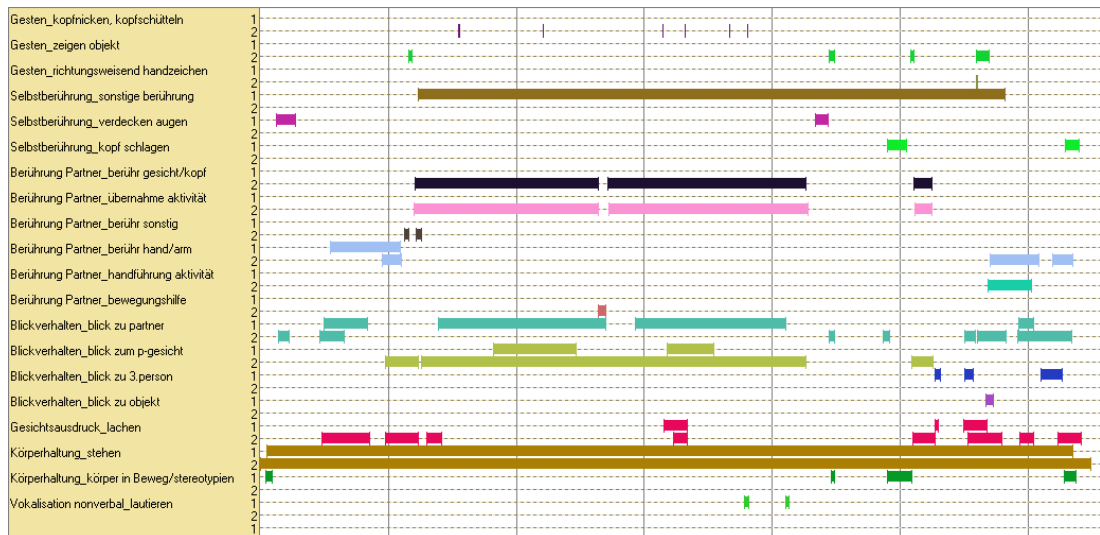 Gesten_kopfnicken, kopfschütteln 1
2
Gesten_zeigen objekt 1
2
Gesten_richtungsweisend handzeichen 1
2
Selbstberührung_sonstige berührung 1
2
Selbstberührung_verdecken augen 1
2
Selbstberührung_kopf schlagen 1
2
Berührung Partner_berühr gesicht/kopf 1
2
Berührung Partner_übernahme aktivität 1
2
Berührung Partner_berühr sonstig 1
2
Berührung Partner_berühr hand/arm 1
2
Berührung Partner_handführung aktivität 1
2
Berührung Partner_bewegungshilfe 1
2
Blickverhalten_blick zu partner 1
2
Blickverhalten_blick zum p-gesicht 1
2
Blickverhalten_blick zu 3.person 1
2
Blickverhalten_blick zu objekt 1
2
Gesichtsausdruck_lachen 1
2
Körperhaltung_stehen 1
2
Körperhaltung_körper in Beweg/stereotypien 1
2
Vokalisation nonverbal_lautieren 1
2
1